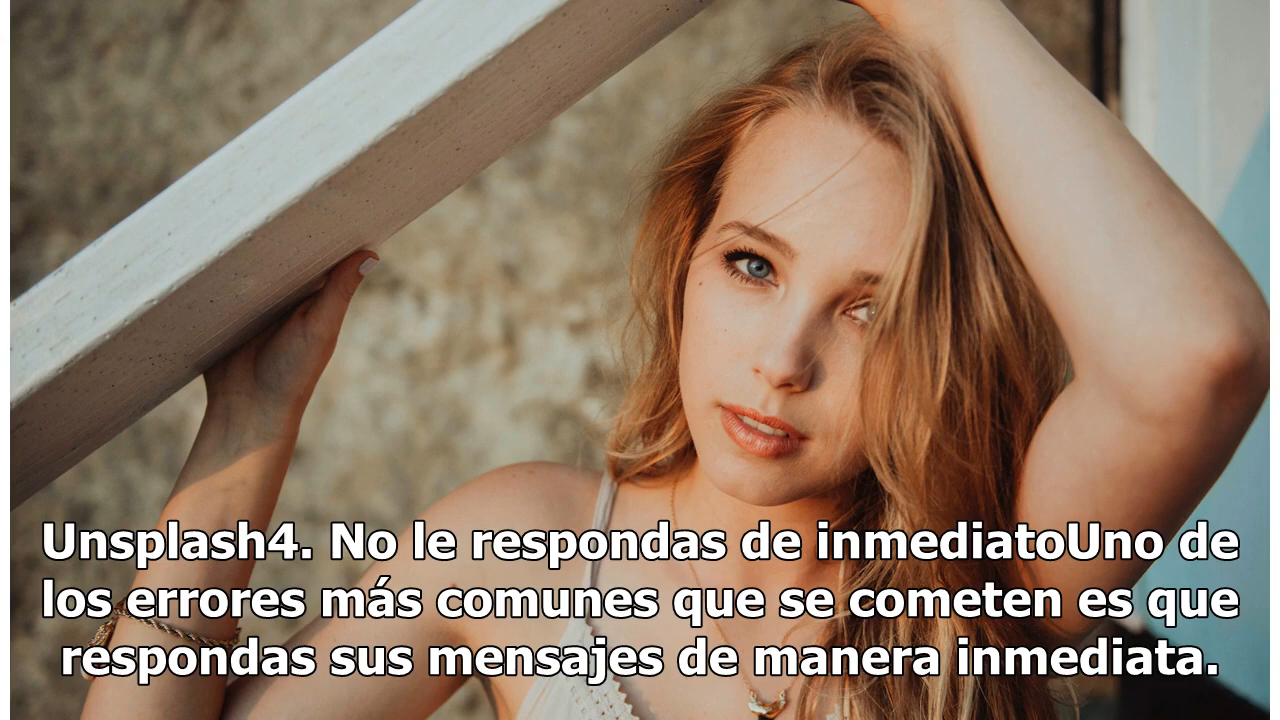 Unsplash4. No le respondas de inmediatoUno de
los errores más comunes que se cometen es que
respondas sus mensajes de manera inmediata.